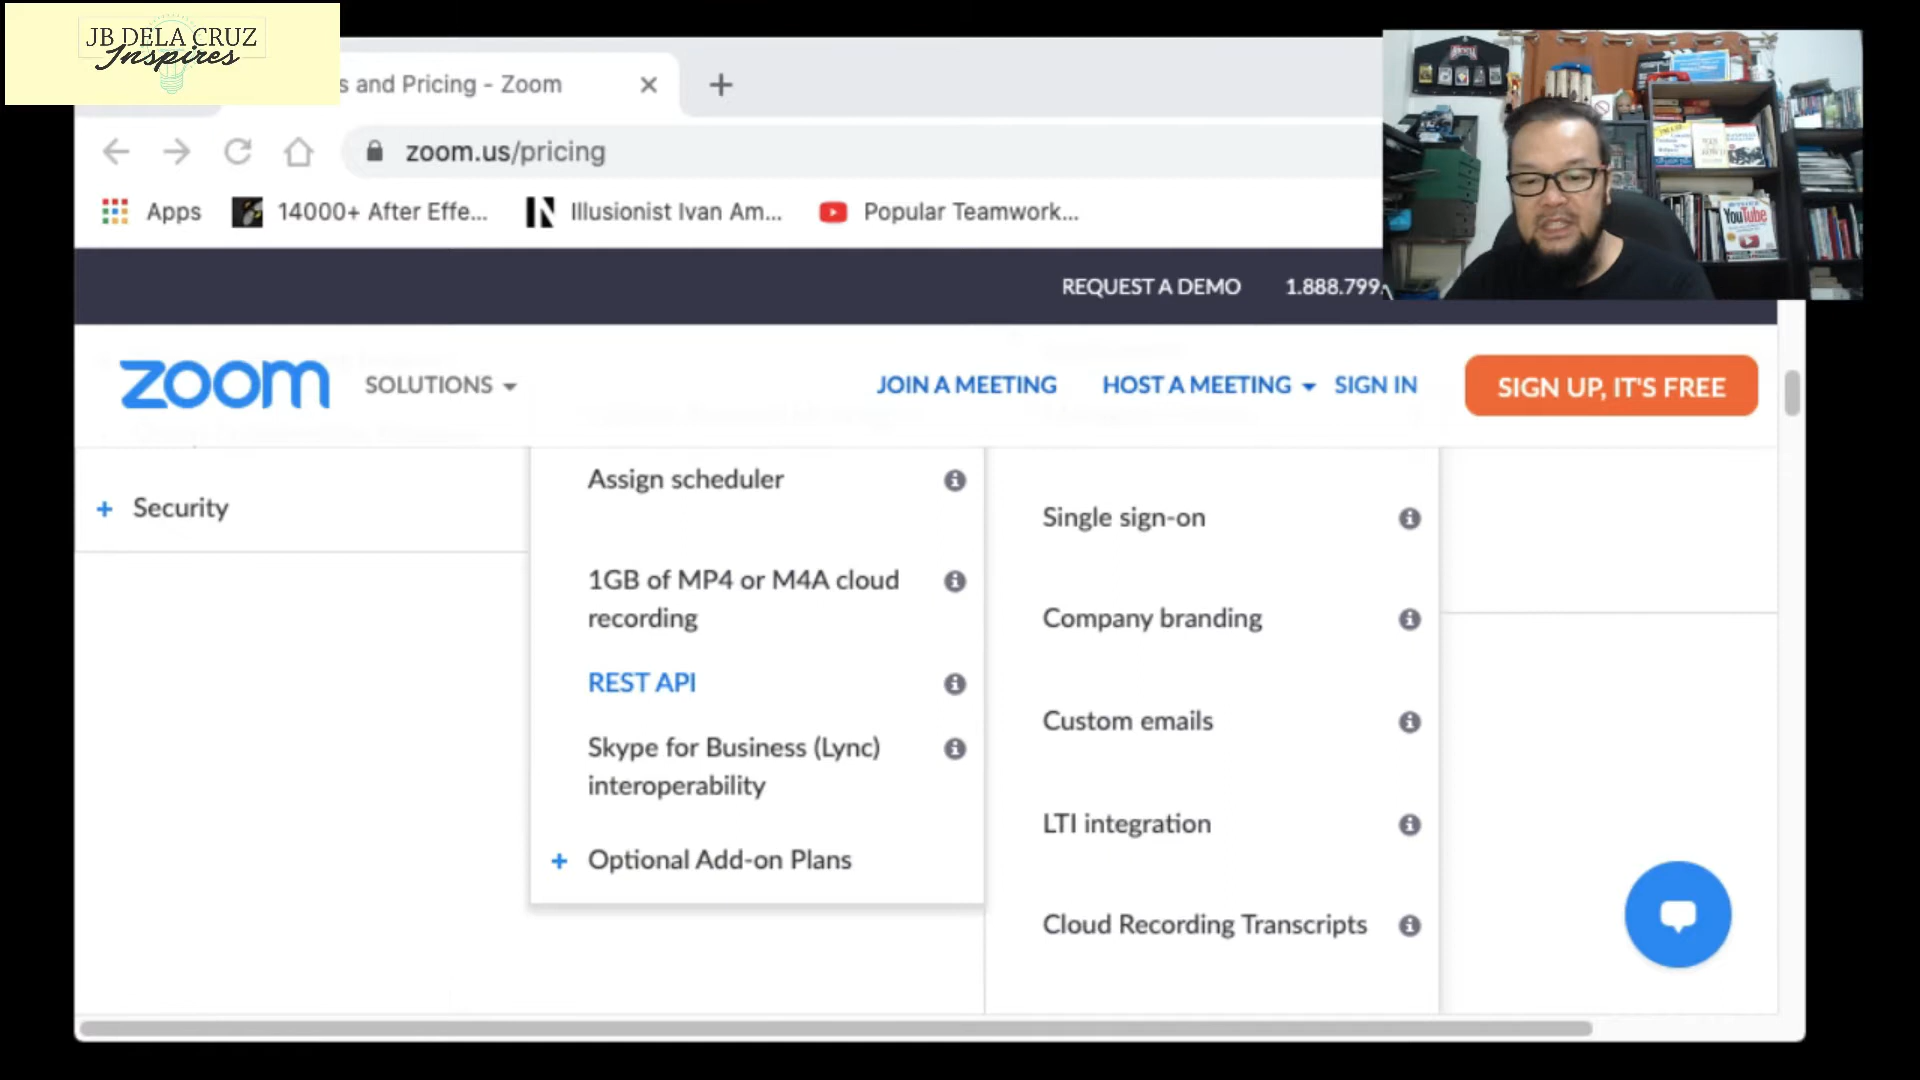 JB DELA CRUZ
Inspires
s and Pricing - Zoom
zoom.us/pricing
Apps
14000+ After Effe...
Illusionist Ivan Am...
Popular Teamwork...
YouTube
REQUEST A DEMO
1.888.799.
zoom
SOLUTIONS
JOIN A MEETING
HOST A MEETING
SIGN IN
SIGN UP, IT'S FREE
+ Security
Assign scheduler
1GB of MP4 or M4A cloud
recording
REST API
Skype for Business (Lync)
interoperability
+ Optional Add-on Plans
Single sign-on
Company branding
Custom emails
LTI integration
Cloud Recording Transcripts